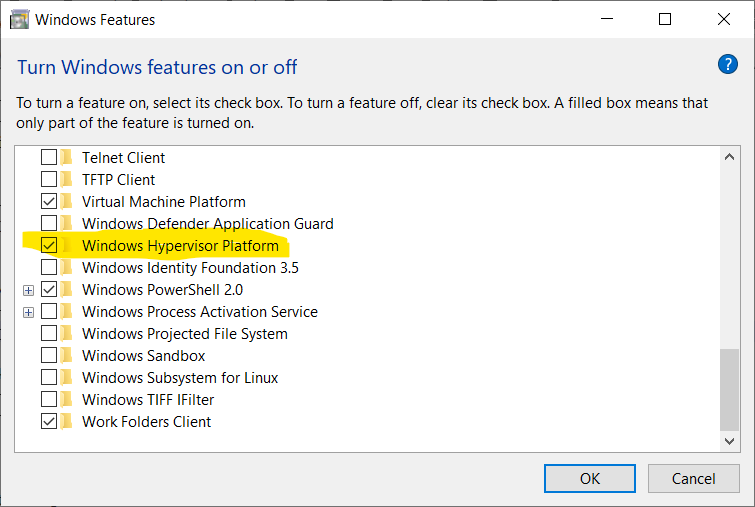 Windows Features
Turn Windows features on or off
?
To turn a feature on, select its check box. To turn a feature off, clear its check box. A filled box means that
only part of the feature is turned on.
Telnet Client
TFTP Client
Virtual Machine Platform
Windows Defender Application Guard
Windows Hypervisor Platform
Windows Identity Foundation 3.5
Windows PowerShell 2.0
Windows Process Activation Service
Windows Projected File System
Windows Sandbox
Windows Subsystem for Linux
Windows TIFF IFilter
Work Folders Client
OK Cancel